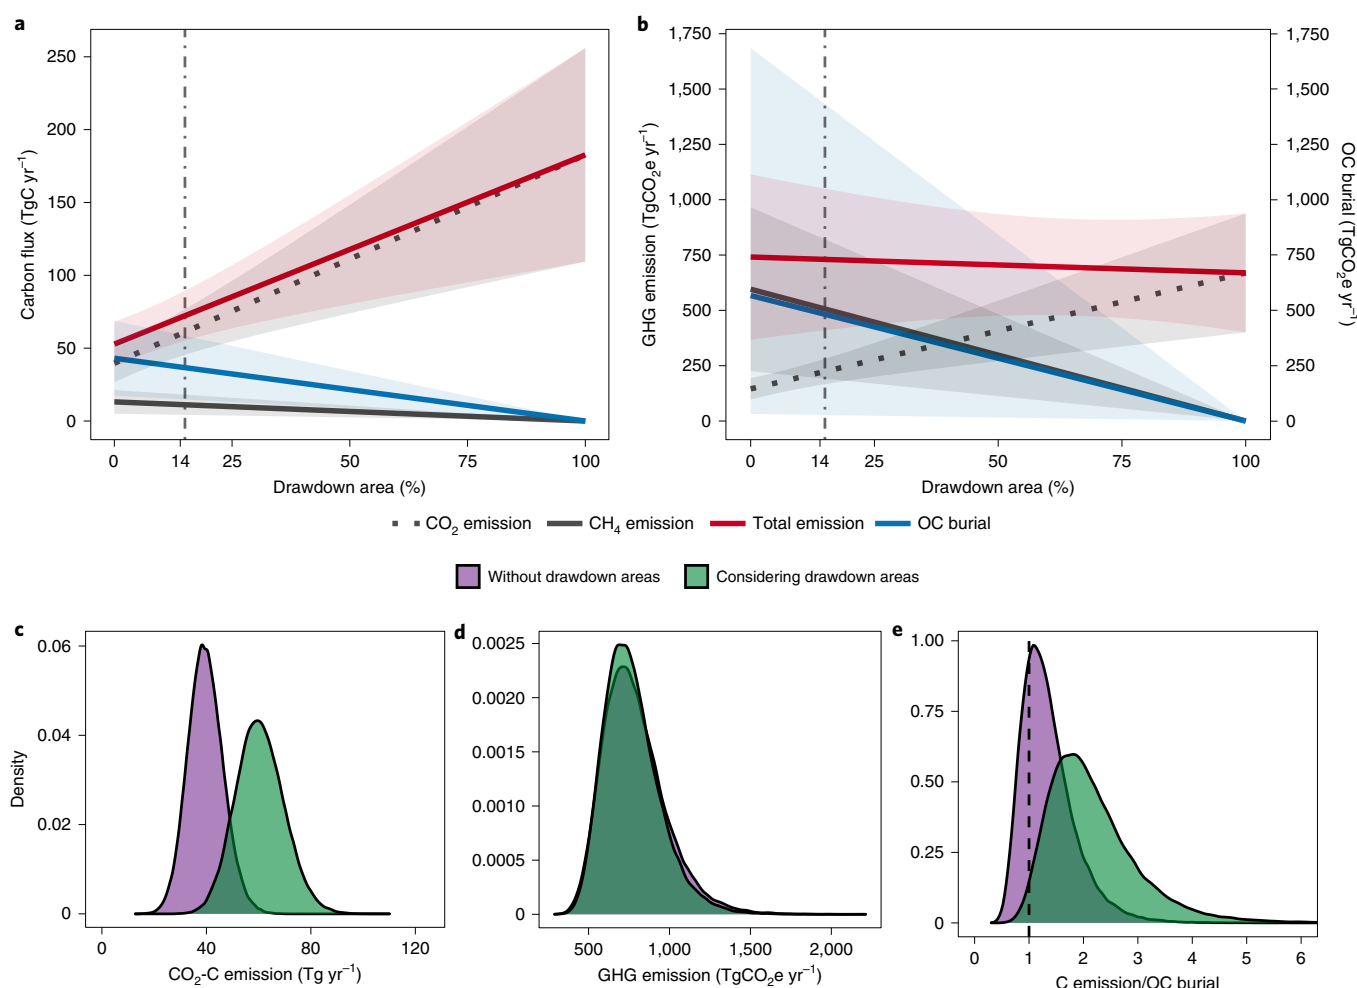 a
250
200
150
100
50
0
Carbon flux (TgC yr⁻¹)
0 14 25 50 75 100
Drawdown area (%)
b
1,750
1,500
1,250
1,000
750
500
250
0
GHG emission (TgCO₂e yr⁻¹)
1,750
1,500
1,250
1,000
750
500
250
0
OC burial (TgCO₂e yr⁻¹)
0 14 25 50 75 100
Drawdown area (%)
CO₂ emission CH₄ emission Total emission OC burial
Without drawdown areas Considering drawdown areas
c
0.06
0.04
0.02
0
Density
0 40 80 120
CO₂-C emission (Tg yr⁻¹)
d
0.0025
0.0020
0.0015
0.0010
0.0005
0
500 1,000 1,500 2,000
GHG emission (TgCO₂e yr⁻¹)
e
1.00
0.75
0.50
0.25
0
0 1 2 3 4 5 6
C emission/OC burial